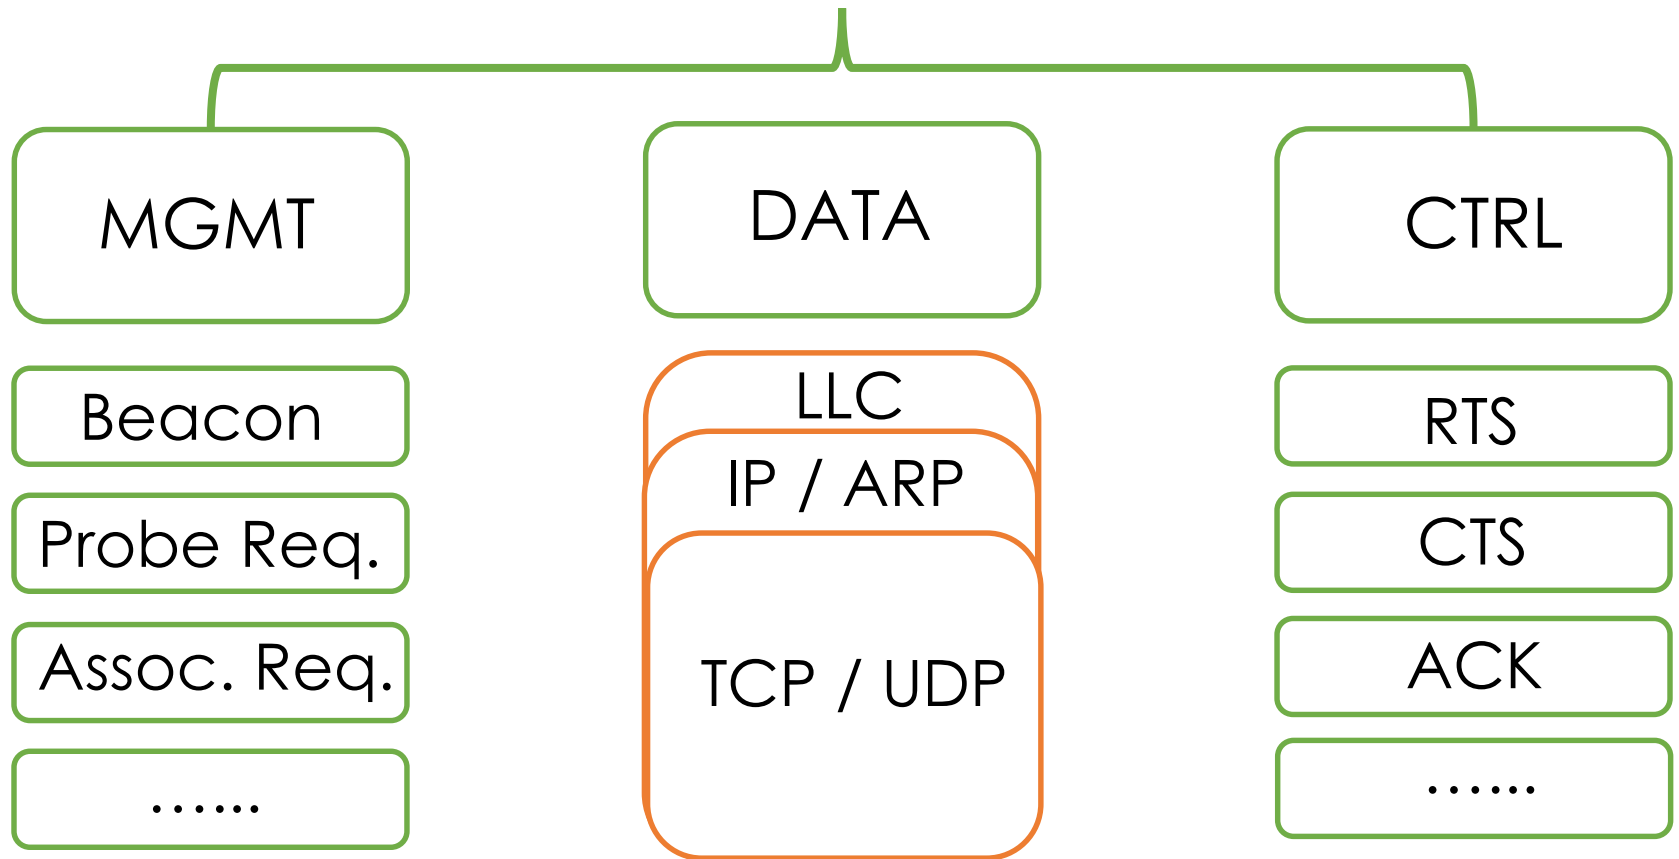 MGMT
DATA
CTRL
Beacon
Probe Req.
Assoc. Req.
......
LLC
IP / ARP
TCP / UDP
RTS
CTS
ACK
......